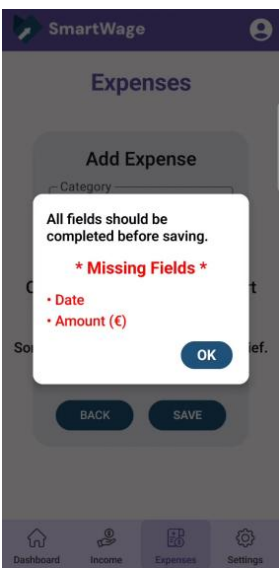 SmartWage
Expenses
Add Expense
Category
All fields should be
completed before saving.
* Missing Fields *
• Date
• Amount (€)
OK
BACK
SAVE
Dashboard
Income
Expenses
Settings